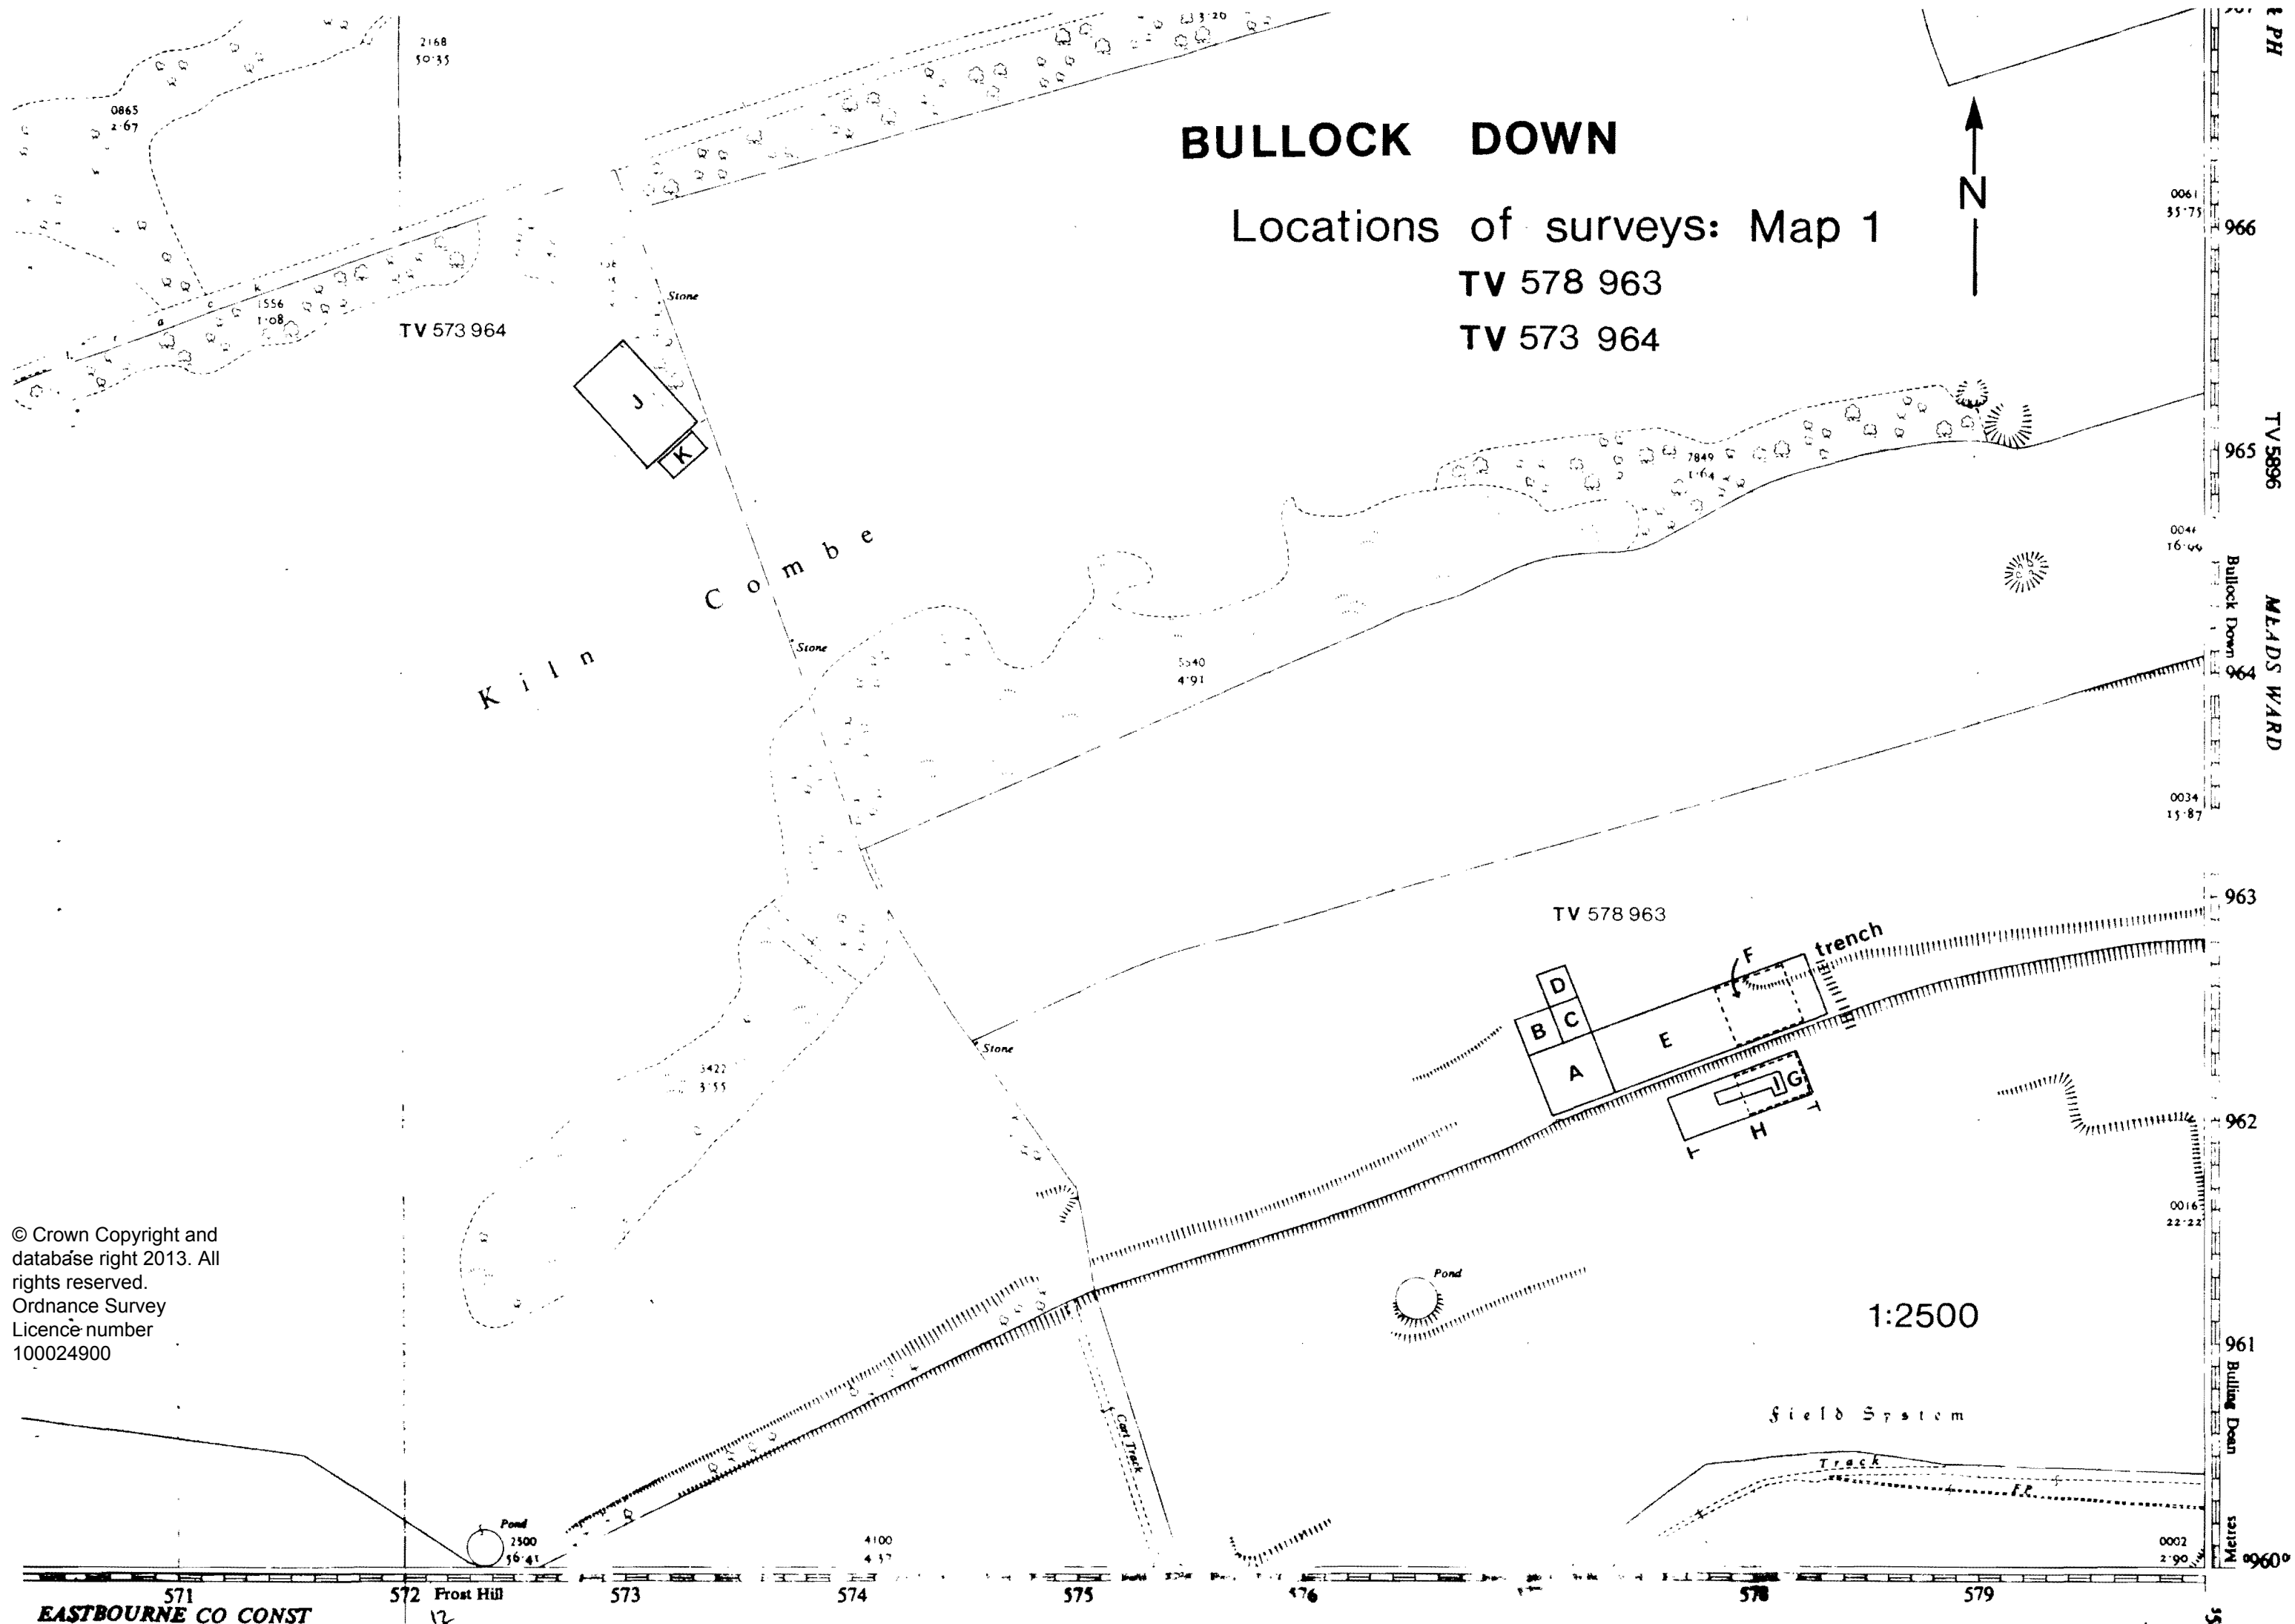 BULLOCK DOWN
Locations of surveys: Map 1
TV 578 963
TV 573 964
N
2168
50·35
3·20
0865
2·67
1556
1·08
TV 573 964
Stone
J
K
Kiln Combe
Stone
7849
1·64
5540
4·91
TV 578 963
F
trench
D
B
C
E
A
I
G
H
T
T
Stone
3422
3·55
Pond
1:2500
Field System
Track
F.P.
Cart Track
Pond
2500
56·41
4100
4·37
0061
35·75
0034
15·87
0016
22·22
0002
2·90
967
966
965
964
963
962
961
960
PH
TV 5896
MEADS WARD
Bullock Down
Metres
571
572
Frost Hill
573
574
575
576
578
579
EASTBOURNE CO CONST
12
© Crown Copyright and
database right 2013. All
rights reserved.
Ordnance Survey
Licence number
100024900